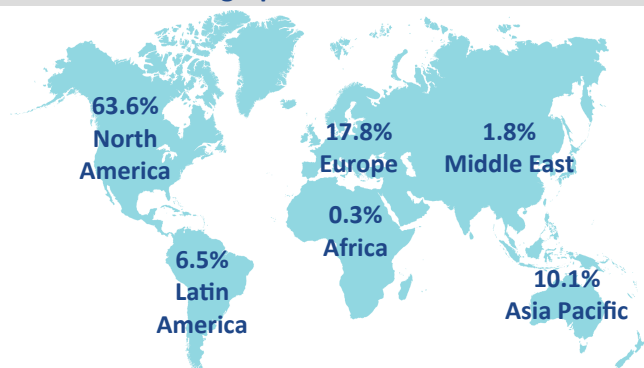 63.6%
North
America
17.8%
Europe
1.8%
Middle East
0.3%
Africa
6.5%
Latin
America
10.1%
Asia Pacific